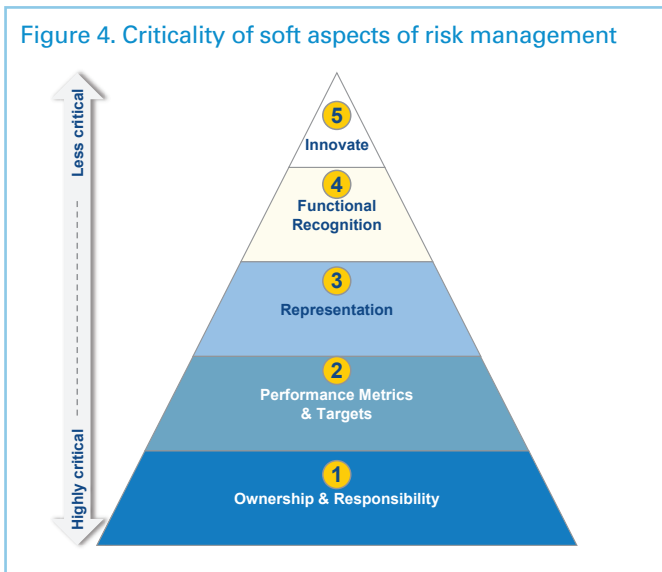 Figure 4. Criticality of soft aspects of risk management
Less critical
Highly critical
5
Innovate
4
Functional
Recognition
3
Representation
2
Performance Metrics
& Targets
1
Ownership & Responsibility